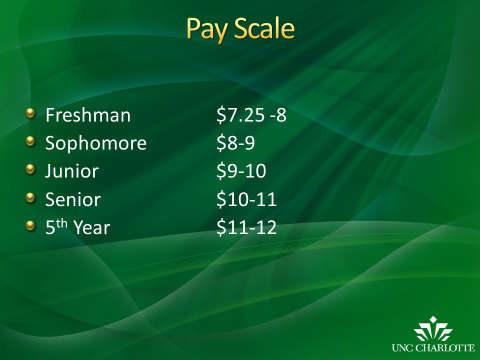 Pay Scale
Freshman $7.25 -8
Sophomore $8-9
Junior $9-10
Senior $10-11
5th Year $11-12
UNC CHARLOTTE